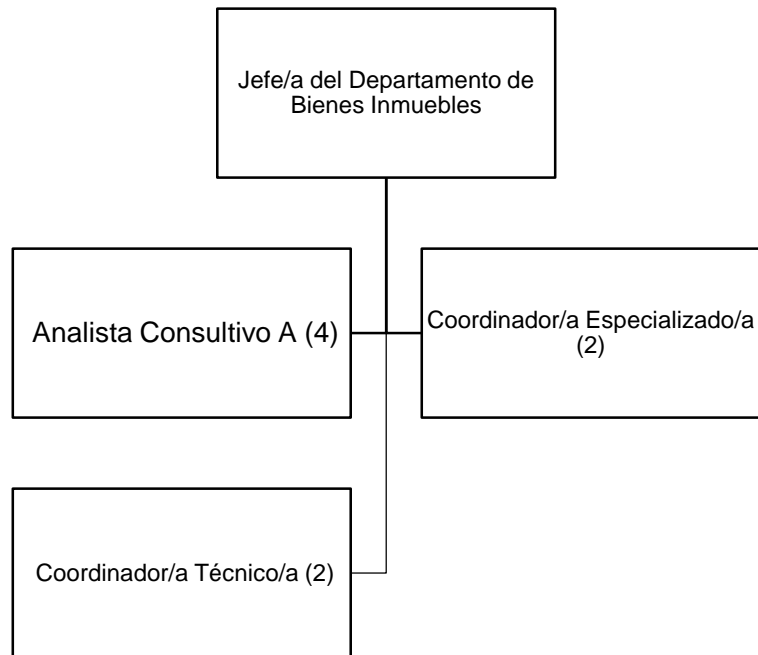 Jefe/a del Departamento de
Bienes Inmuebles
Analista Consultivo A (4)
Coordinador/a Especializado/a
(2)
Coordinador/a Técnico/a (2)